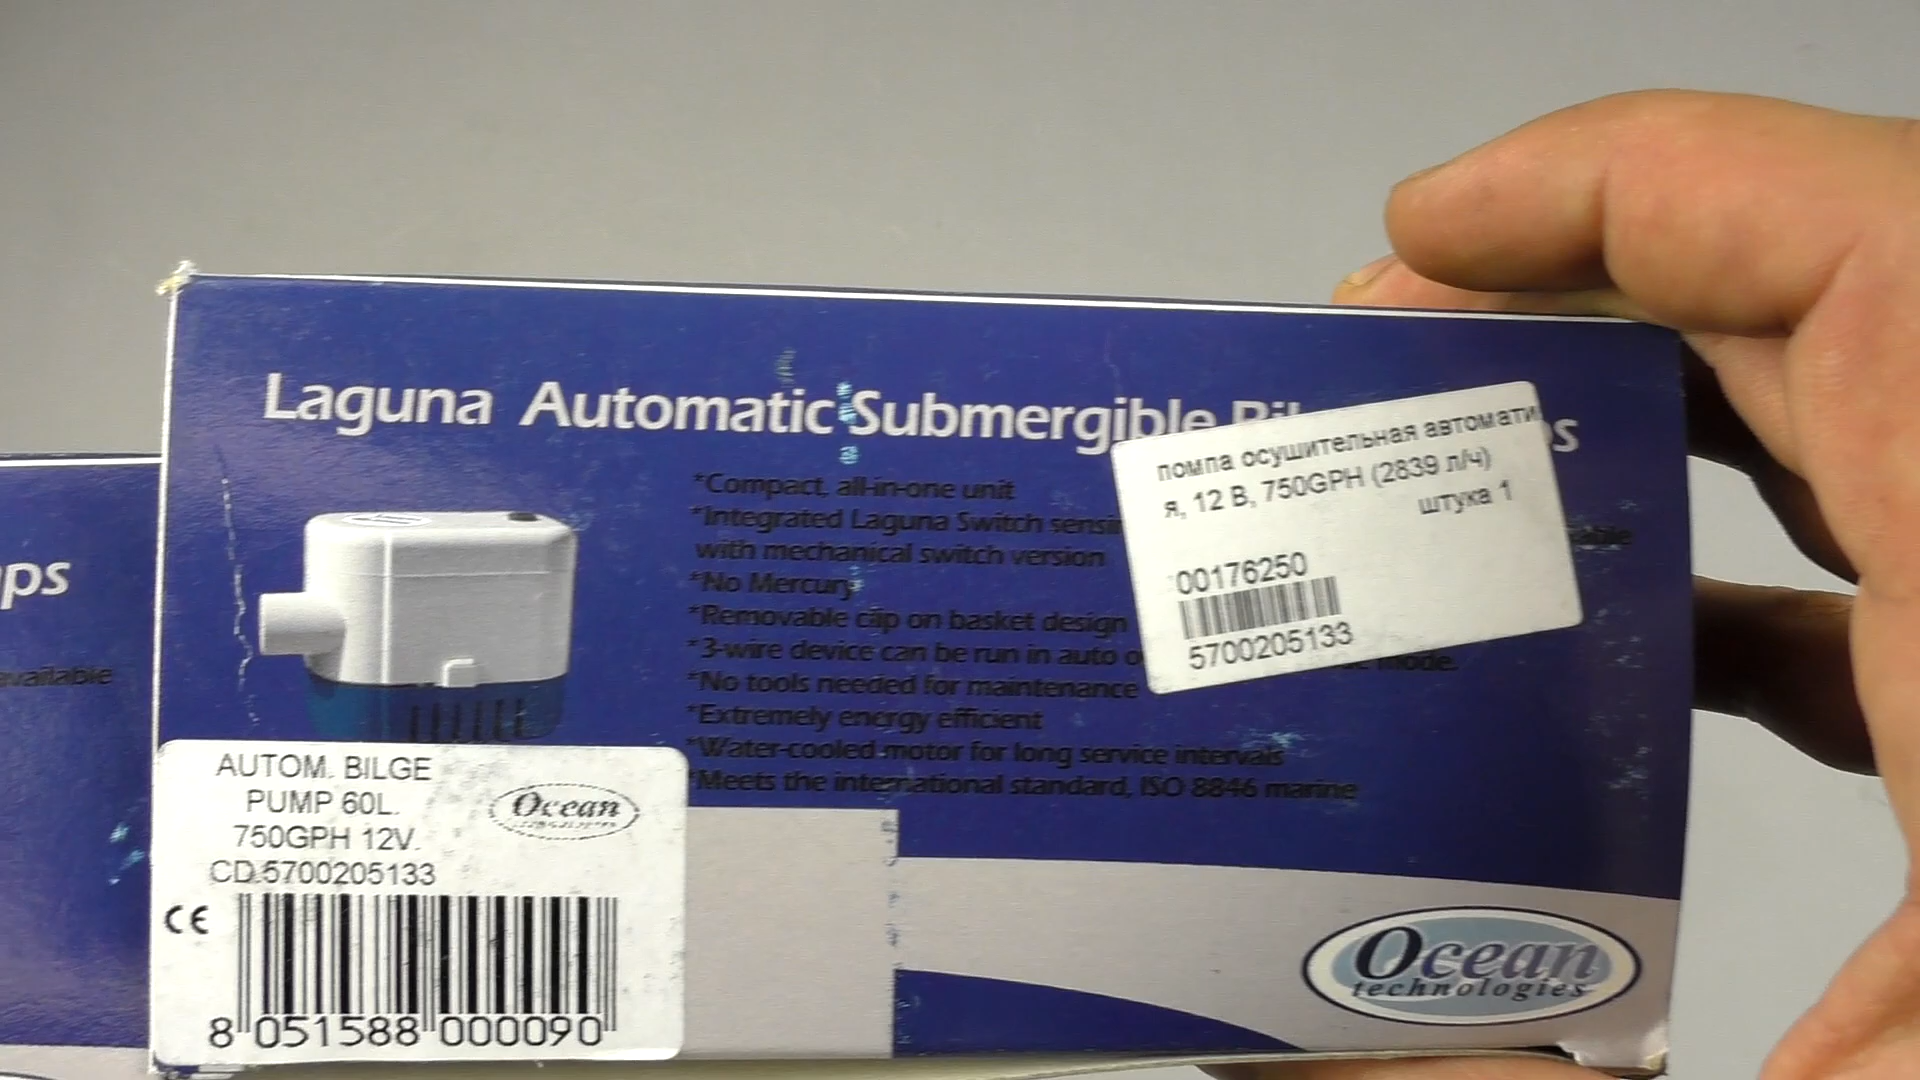 Laguna Automatic Submergible
*Compact, all-in-one unit
*Integrated Laguna Switch
with mechanical switch version
*No Mercury
*Removable clip on basket design
*3-wire device can be run in auto
mode.
*No tools needed for maintenance
*Extremely energy efficient
*Water-cooled motor for long service intervals
*Meets the international standard, ISO 8846 marine
помпа осушительная автомати
я, 12 В, 750GPH (2839 л/ч)
штука 1
00176250
5700205133
AUTOM. BILGE
PUMP 60L.
750GPH 12V.
CD.5700205133
Ocean
CE
8 051588 000090
Ocean
technologies
available